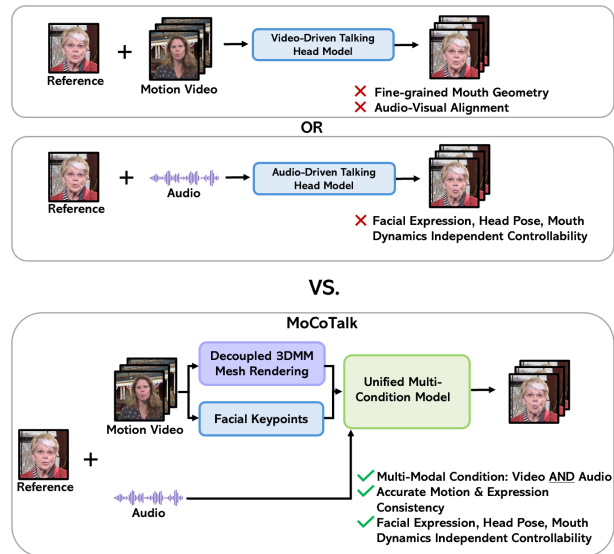 Video-Driven Talking
Head Model
Reference
Motion Video
Fine-grained Mouth Geometry
Audio-Visual Alignment
OR
Audio-Driven Talking
Head Model
Reference
Audio
Facial Expression, Head Pose, Mouth
Dynamics Independent Controllability
VS.
MoCoTalk
Decoupled 3DMM
Mesh Rendering
Unified Multi-
Condition Model
Facial Keypoints
Motion Video
Reference
Audio
Multi-Modal Condition: Video AND Audio
Accurate Motion & Expression
Consistency
Facial Expression, Head Pose, Mouth
Dynamics Independent Controllability